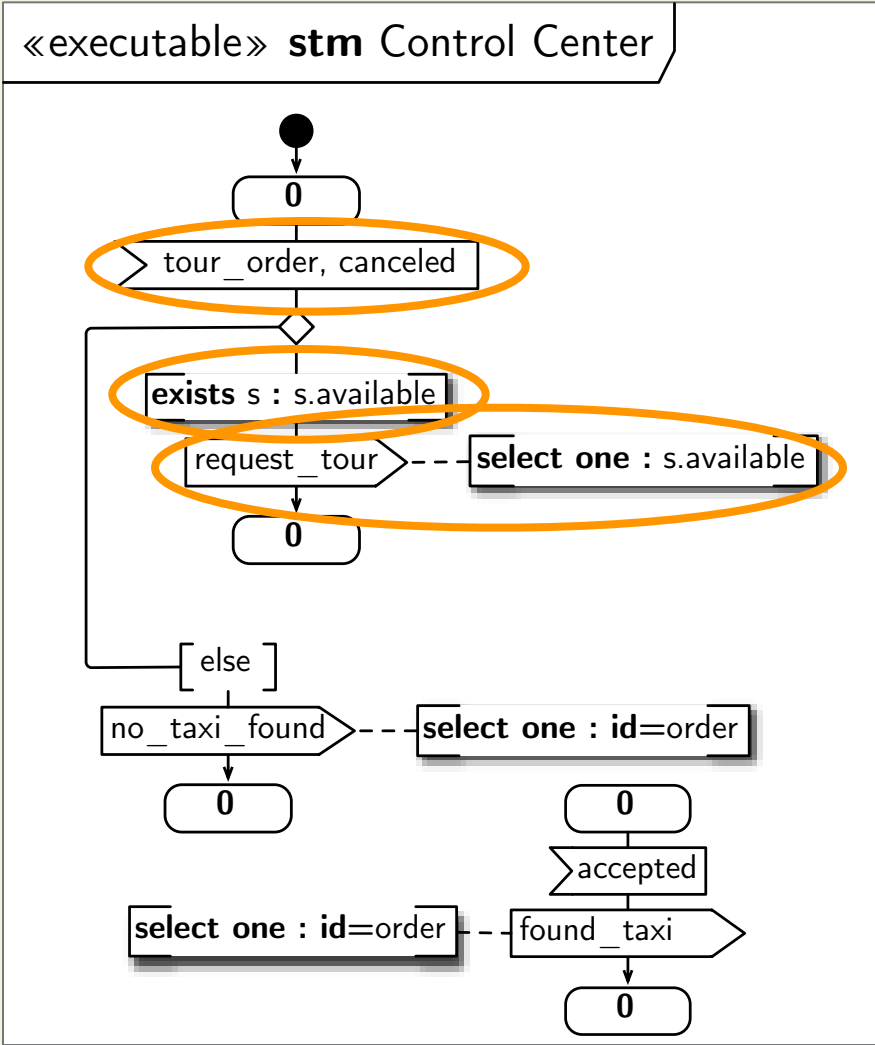 «executable» stm Control Center
0
tour_order, canceled
exists s : s.available
request_tour
select one : s.available
0
[else]
no_taxi_found
select one : id=order
0
0
accepted
select one : id=order
found_taxi
0